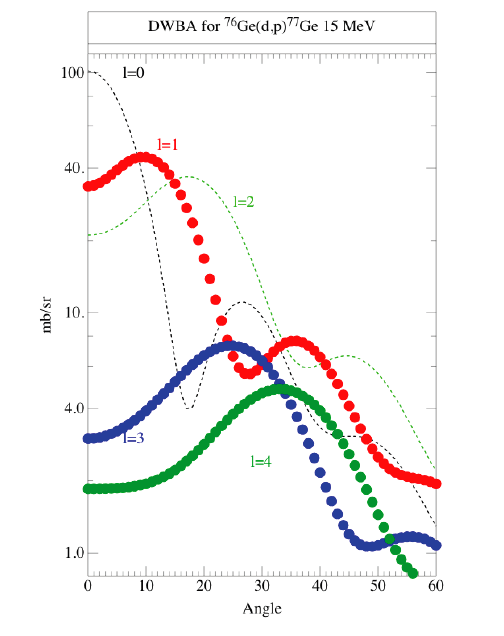 DWBA for ⁷⁶Ge(d,p)⁷⁷Ge 15 MeV
100.
l=0
l=1
40.
l=2
10.
mb/sr
4.0
l=3
l=4
1.0
0 10 20 30 40 50 60
Angle